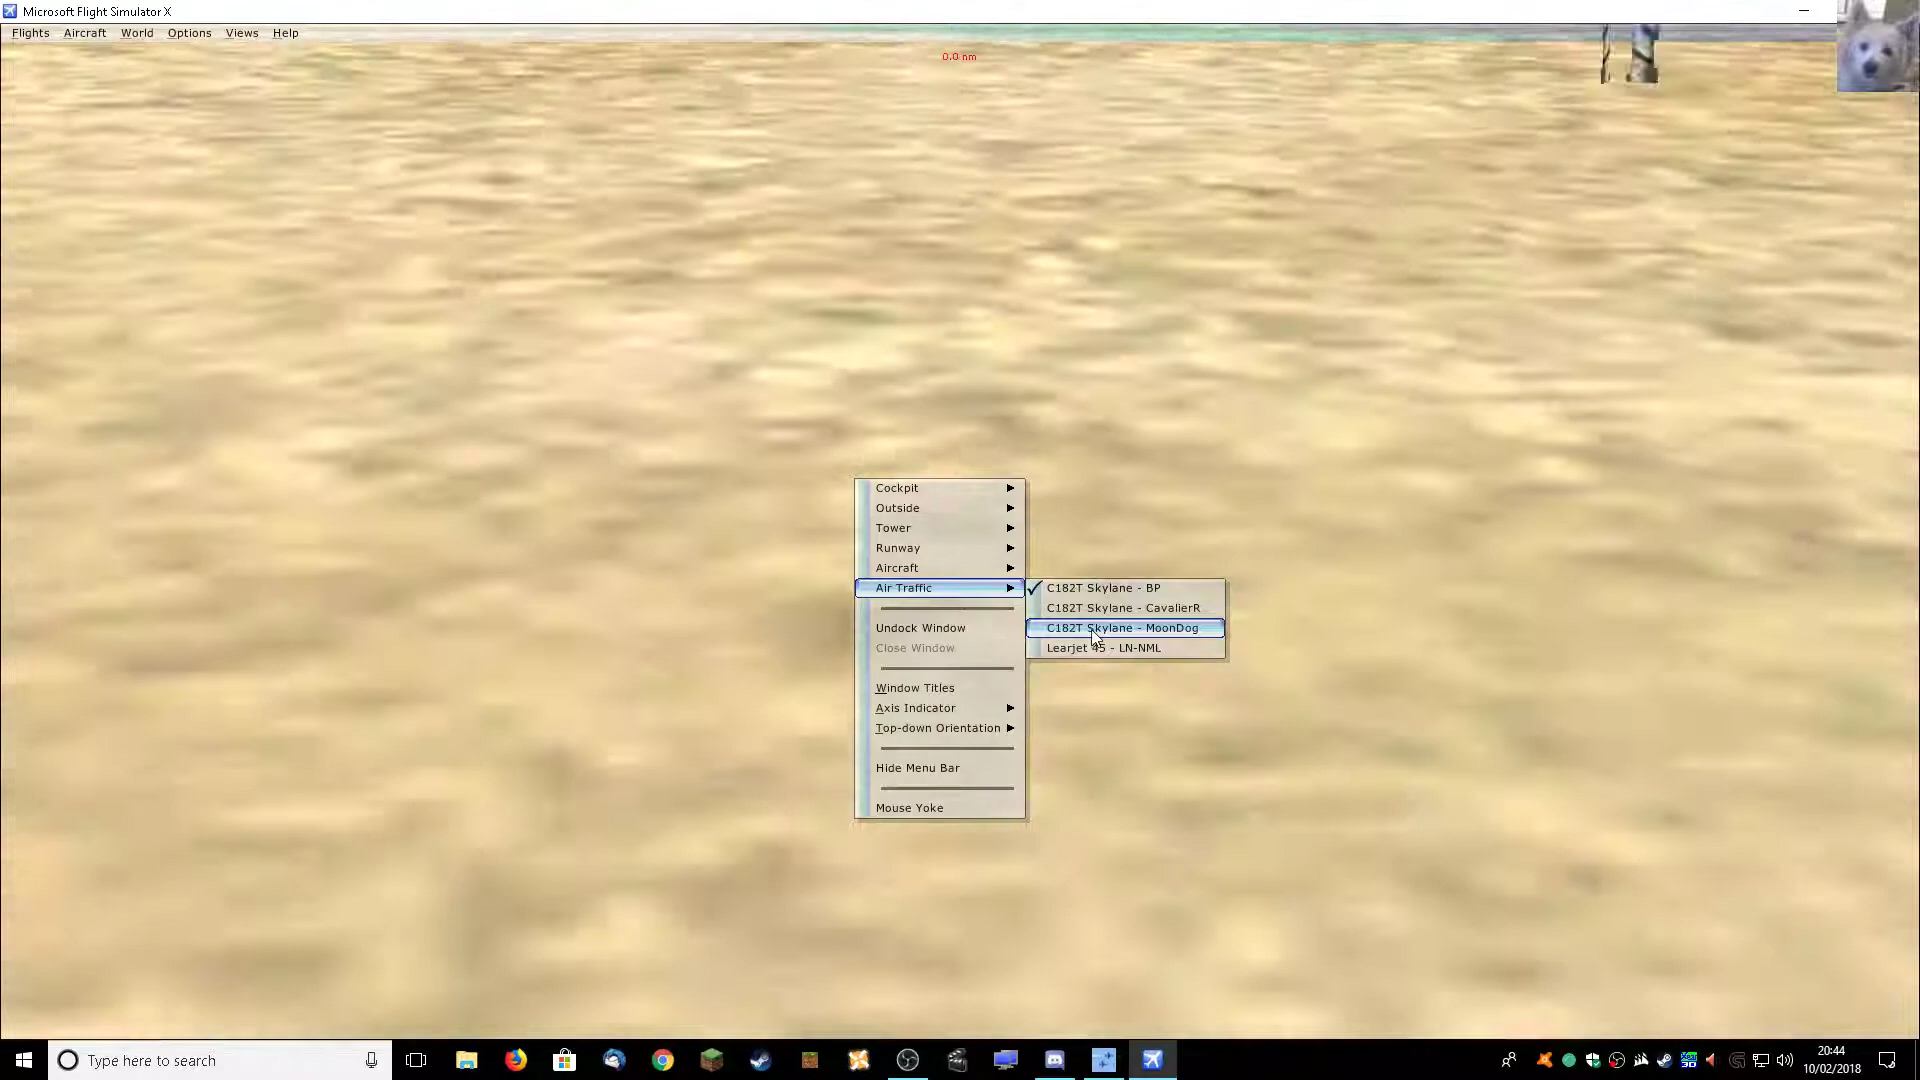 Microsoft Flight Simulator X
Flights Aircraft World Options Views Help
0.0 nm
Cockpit
Outside
Tower
Runway
Aircraft
Air Traffic
C182T Skylane - BP
C182T Skylane - CavalierR
C182T Skylane - MoonDog
Learjet 45 - LN-NML
Undock Window
Close Window
Window Titles
Axis Indicator
Top-down Orientation
Hide Menu Bar
Mouse Yoke
Type here to search
20:44
10/02/2018